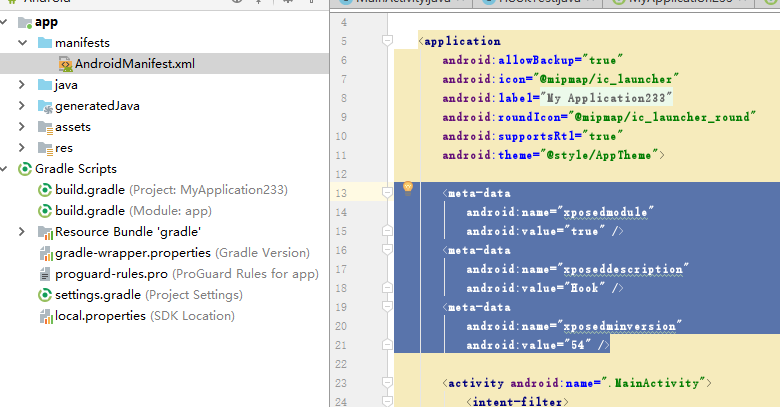 app
manifests
AndroidManifest.xml
java
generatedJava
assets
res
Gradle Scripts
build.gradle (Project: MyApplication233)
build.gradle (Module: app)
Resource Bundle 'gradle'
gradle-wrapper.properties (Gradle Version)
proguard-rules.pro (ProGuard Rules for app)
settings.gradle (Project Settings)
local.properties (SDK Location)
4
5 <application
6 android:allowBackup="true"
7 android:icon="@mipmap/ic_launcher"
8 android:label="My Application233"
9 android:roundIcon="@mipmap/ic_launcher_round"
10 android:supportsRtl="true"
11 android:theme="@style/AppTheme">
12
13 <meta-data
14 android:name="xposedmodule"
15 android:value="true" />
16 <meta-data
17 android:name="xposeddescription"
18 android:value="Hook" />
19 <meta-data
20 android:name="xposedminversion"
21 android:value="54" />
22
23 <activity android:name=".MainActivity">
24 <intent-filter>